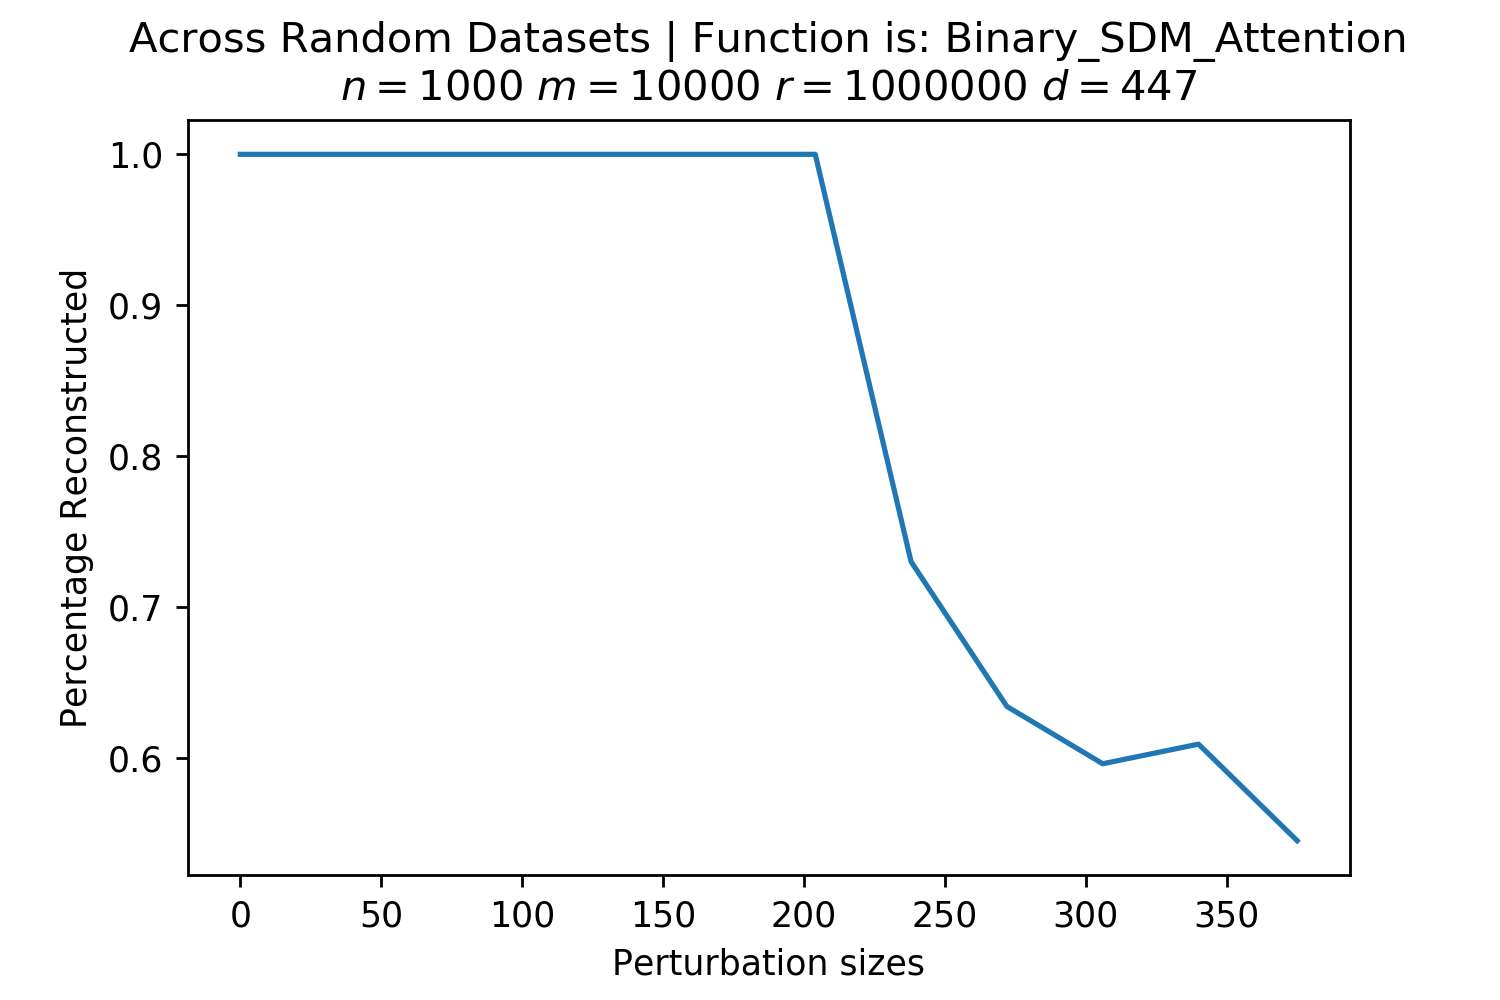 Across Random Datasets | Function is: Binary_SDM_Attention
n = 1000 m = 10000 r = 1000000 d = 447
1.0
0.9
0.8
0.7
0.6
Percentage Reconstructed
0 50 100 150 200 250 300 350
Perturbation sizes